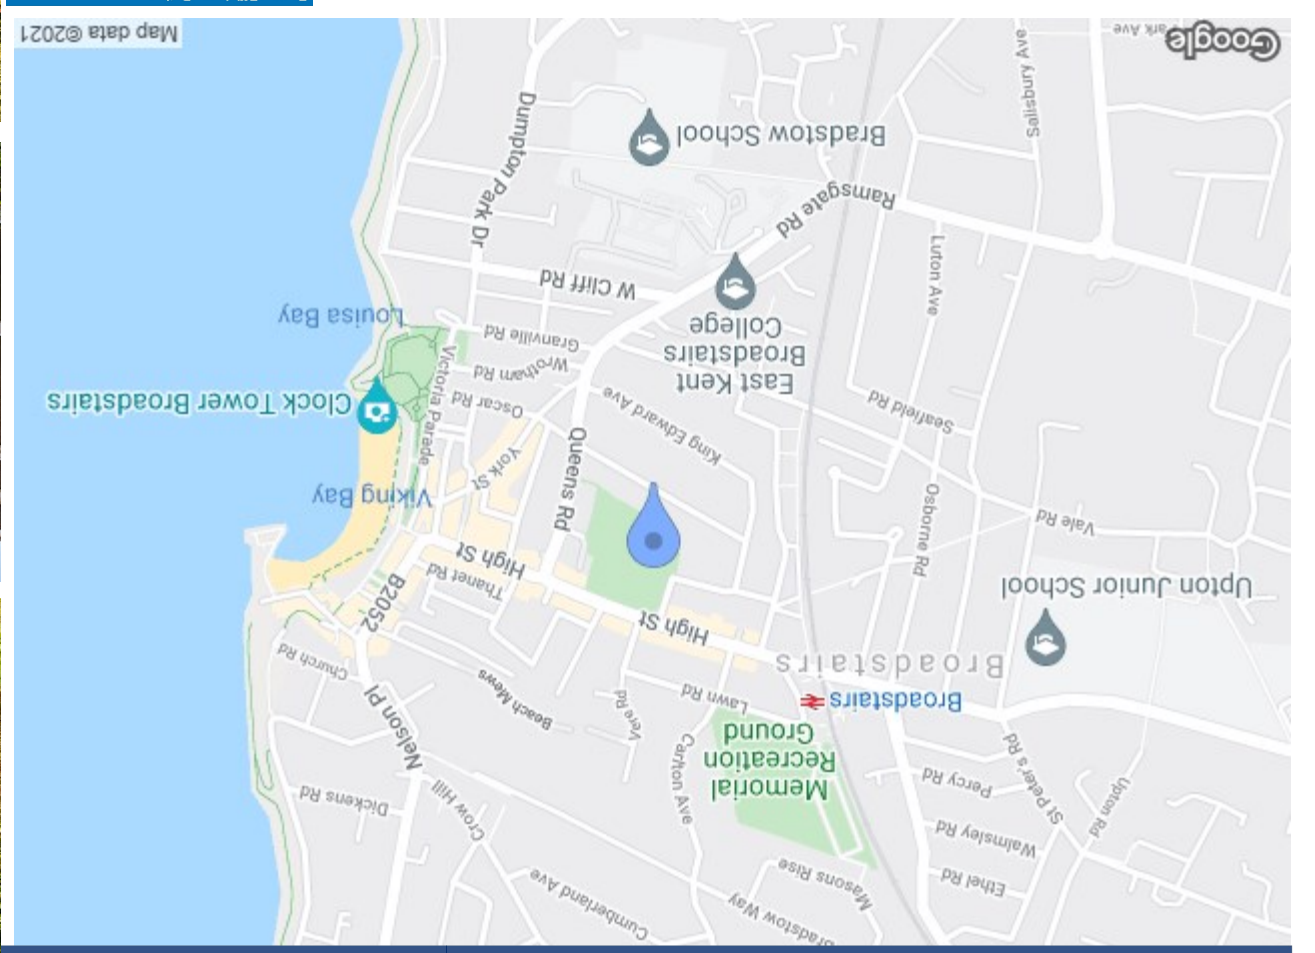 Bradstow Way
Cumberland Ave
Masons Rise
Ethel Rd
Walmsley Rd
Upton Rd
St Peter's Rd
Percy Rd
Memorial
Recreation
Ground
Carlton Ave
Crow Hill
Dickens Rd
Nelson Pl
Broadstairs
Lawn Rd
Vere Rd
Beach Mews
Church Rd
Broadstairs
High St
B2052
Upton Junior School
Thanet Rd
High St
Vale Rd
Osborne Rd
Queens Rd
York St
Viking Bay
King Edward Ave
Seafield Rd
Oscar Rd
Victoria Parade
Clock Tower Broadstairs
East Kent
Broadstairs
College
Wrotham Rd
Granville Rd
Louisa Bay
W Cliff Rd
Luton Ave
Ramsgate Rd
Dumpton Park Dr
Bradstow School
Salisbury Ave
Park Ave
Google
Map data ©2021